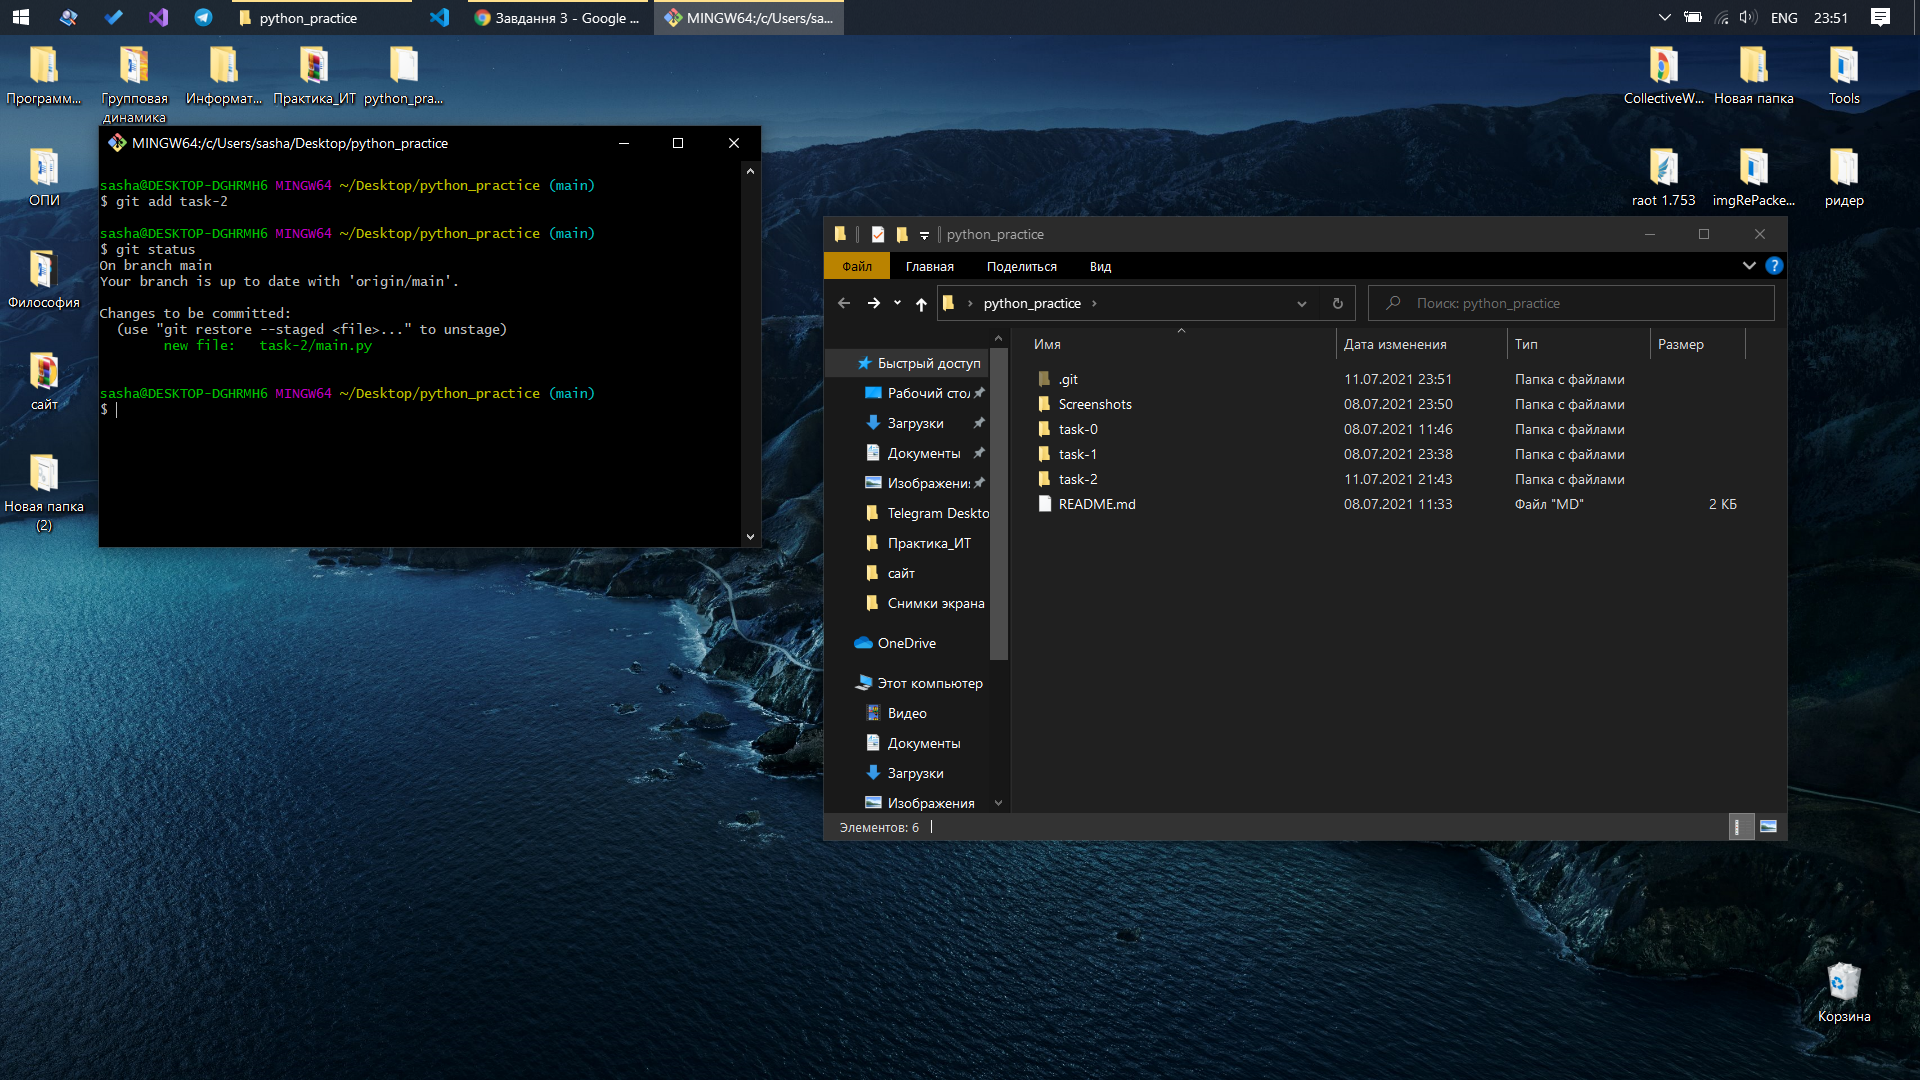 python_practice
Завдання 3 - Google ...
MINGW64:/c/Users/sa...
ENG
23:51
Программ...
Групповая
динамика
Информат...
Практика_ИТ
python_pra...
CollectiveW...
Новая папка
Tools
ОПИ
raot 1.753
imgRePacke...
ридер
Философия
сайт
Новая папка
(2)
MINGW64:/c/Users/sasha/Desktop/python_practice
sasha@DESKTOP-DGHRMH6 MINGW64 ~/Desktop/python_practice (main)
$ git add task-2
sasha@DESKTOP-DGHRMH6 MINGW64 ~/Desktop/python_practice (main)
$ git status
On branch main
Your branch is up to date with 'origin/main'.
Changes to be committed:
(use "git restore --staged <file>..." to unstage)
new file:   task-2/main.py
sasha@DESKTOP-DGHRMH6 MINGW64 ~/Desktop/python_practice (main)
$
python_practice
Файл
Главная
Поделиться
Вид
python_practice
Поиск: python_practice
Быстрый доступ
Рабочий стол
Загрузки
Документы
Изображени
Telegram Deskto
Практика_ИТ
сайт
Снимки экрана
OneDrive
Этот компьютер
Видео
Документы
Загрузки
Изображения
Имя Дата изменения Тип Размер
.git 11.07.2021 23:51 Папка с файлами
Screenshots 08.07.2021 23:50 Папка с файлами
task-0 08.07.2021 11:46 Папка с файлами
task-1 08.07.2021 23:38 Папка с файлами
task-2 11.07.2021 21:43 Папка с файлами
README.md 08.07.2021 11:33 Файл "MD" 2 КБ
Элементов: 6
Корзина